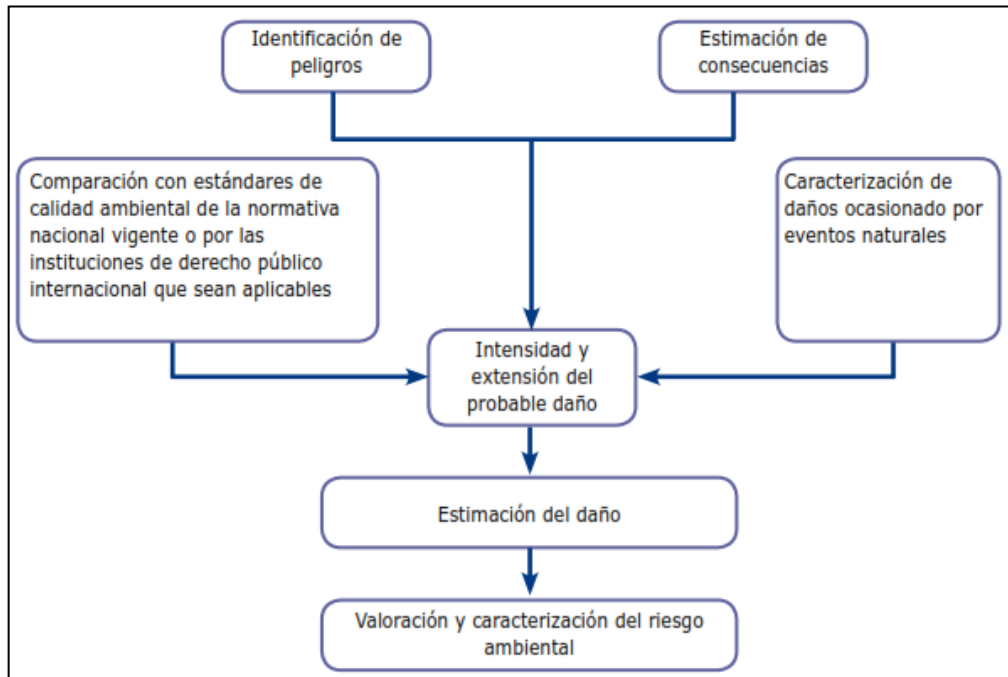 Identificación de
peligros
Estimación de
consecuencias
Comparación con estándares de
calidad ambiental de la normativa
nacional vigente o por las
instituciones de derecho público
internacional que sean aplicables
Caracterización de
daños ocasionado por
eventos naturales
Intensidad y
extensión del
probable daño
Estimación del daño
Valoración y caracterización del riesgo
ambiental